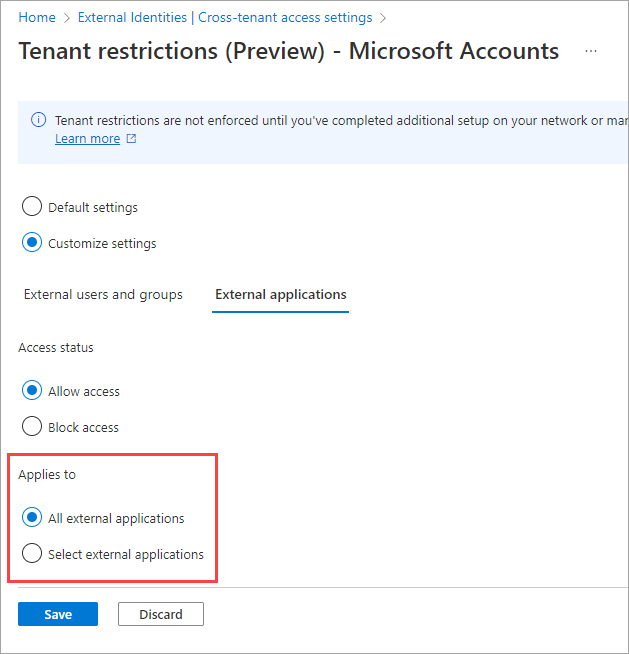 Home > External Identities | Cross-tenant access settings >
Tenant restrictions (Preview) - Microsoft Accounts ...
Tenant restrictions are not enforced until you've completed additional setup on your network or
Learn more
Default settings
Customize settings
External users and groups External applications
Access status
Allow access
Block access
Applies to
All external applications
Select external applications
Save Discard